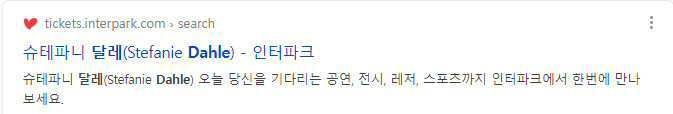 tickets.interpark.com › search
슈테파니 달레(Stefanie Dahle) - 인터파크
슈테파니 달레(Stefanie Dahle) 오늘 당신을 기다리는 공연, 전시, 레저, 스포츠까지 인터파크에서 한번에 만나
보세요.